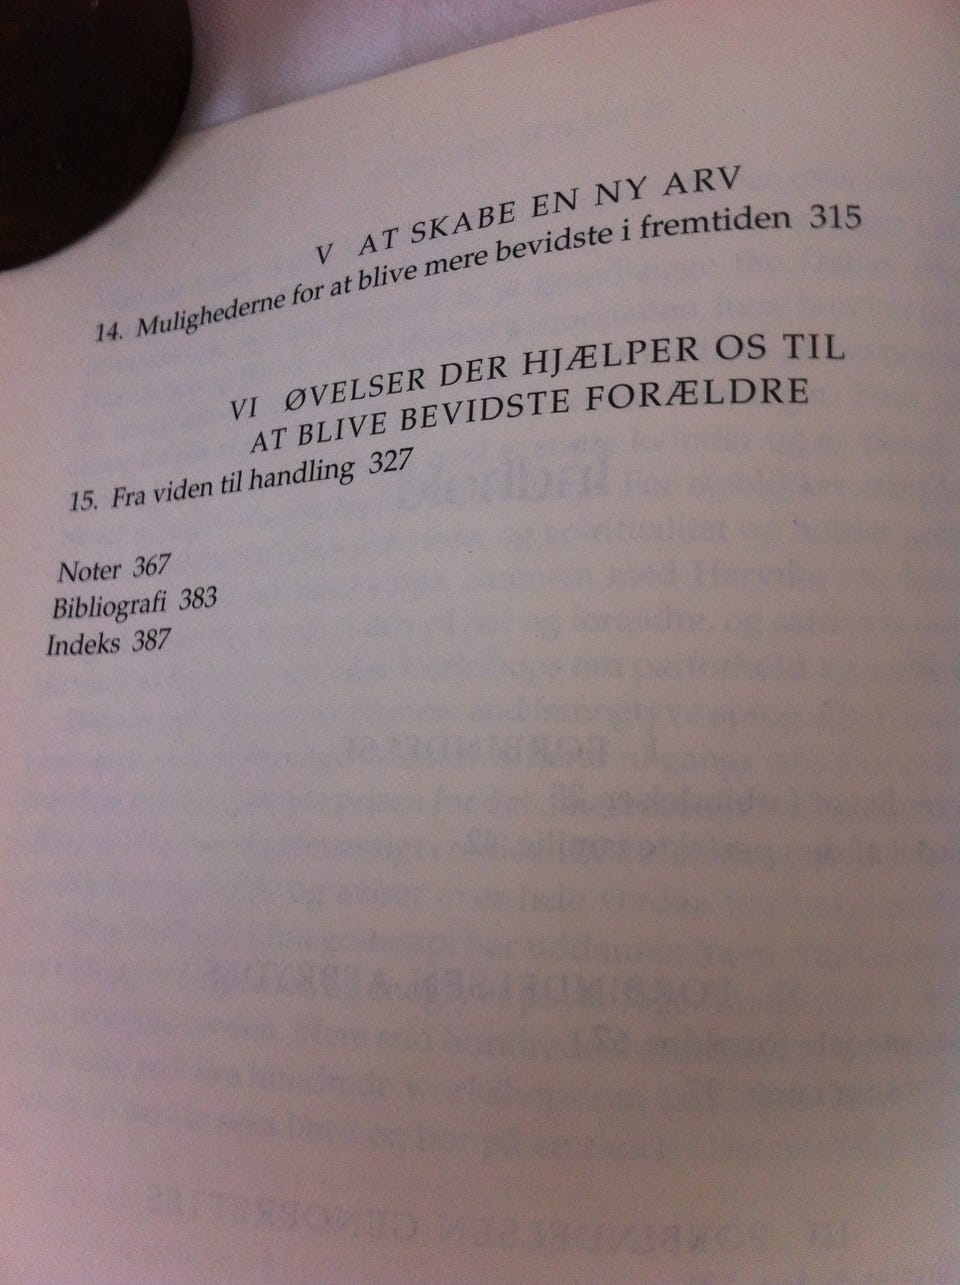 V AT SKABE EN NY ARV
14. Mulighederne for at blive mere bevidste i fremtiden 315
VI ØVELSER DER HJÆLPER OS TIL
AT BLIVE BEVIDSTE FORÆLDRE
15. Fra viden til handling 327
Noter 367
Bibliografi 383
Indeks 387